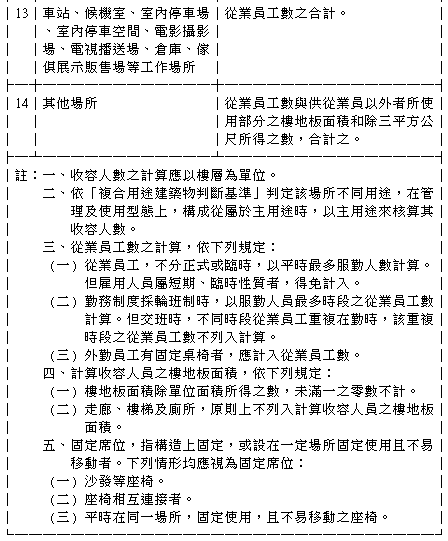 13 車站、候機室、室內停車場 從業員工數之合計。
、室內停車空間、電影攝影
場、電視播送場、倉庫、傢
俱展示販售場等工作場所
14 其他場所 從業員工數與供從業員以外者所使
用部分之樓地板面積和除三平方公
尺所得之數,合計之。
註:一、收容人數之計算應以樓層為單位。
二、依「複合用途建築物判斷基準」判定該場所不同用途,在管
理及使用型態上,構成從屬於主用途時,以主用途來核算其
收容人數。
三、從業員工數之計算,依下列規定:
(一) 從業員工,不分正式或臨時,以平時最多服勤人數計算。
但雇用人員屬短期、臨時性質者,得免計入。
(二) 勤務制度採輪班制時,以服勤人員最多時段之從業員工數
計算。但交班時,不同時段從業員工重複在勤時,該重複
時段之從業員工數不列入計算。
(三) 外勤員工有固定桌椅者,應計入從業員工數。
四、計算收容人員之樓地板面積,依下列規定:
(一) 樓地板面積除單位面積所得之數,未滿一之零數不計。
(二) 走廊、樓梯及廁所,原則上不列入計算收容人員之樓地板
面積。
五、固定席位,指構造上固定,或設在一定場所固定使用且不易
移動者。下列情形均應視為固定席位:
(一) 沙發等座椅。
(二) 座椅相互連接者。
(三) 平時在同一場所,固定使用,且不易移動之座椅。